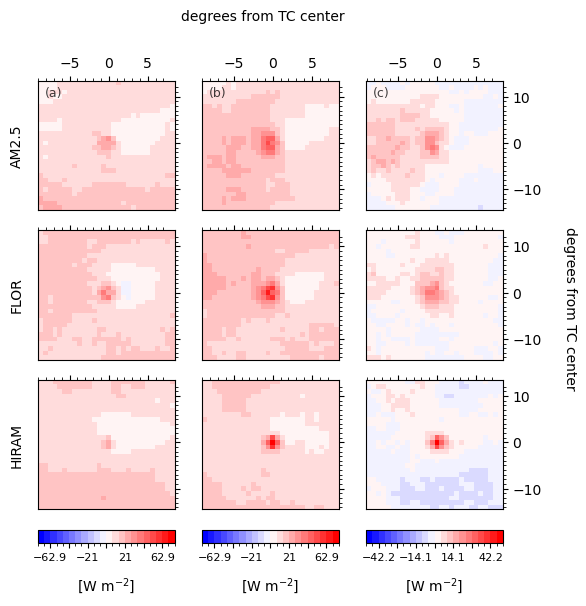 degrees from TC center
−5 0 5 −5 0 5 −5 0 5
(a) (b) (c)
AM2.5
10
0
−10
FLOR
10
0
−10
degrees from TC center
HIRAM
10
0
−10
−62.9 −21 21 62.9 −62.9 −21 21 62.9 −42.2 −14.1 14.1 42.2
[W m−2] [W m−2] [W m−2]